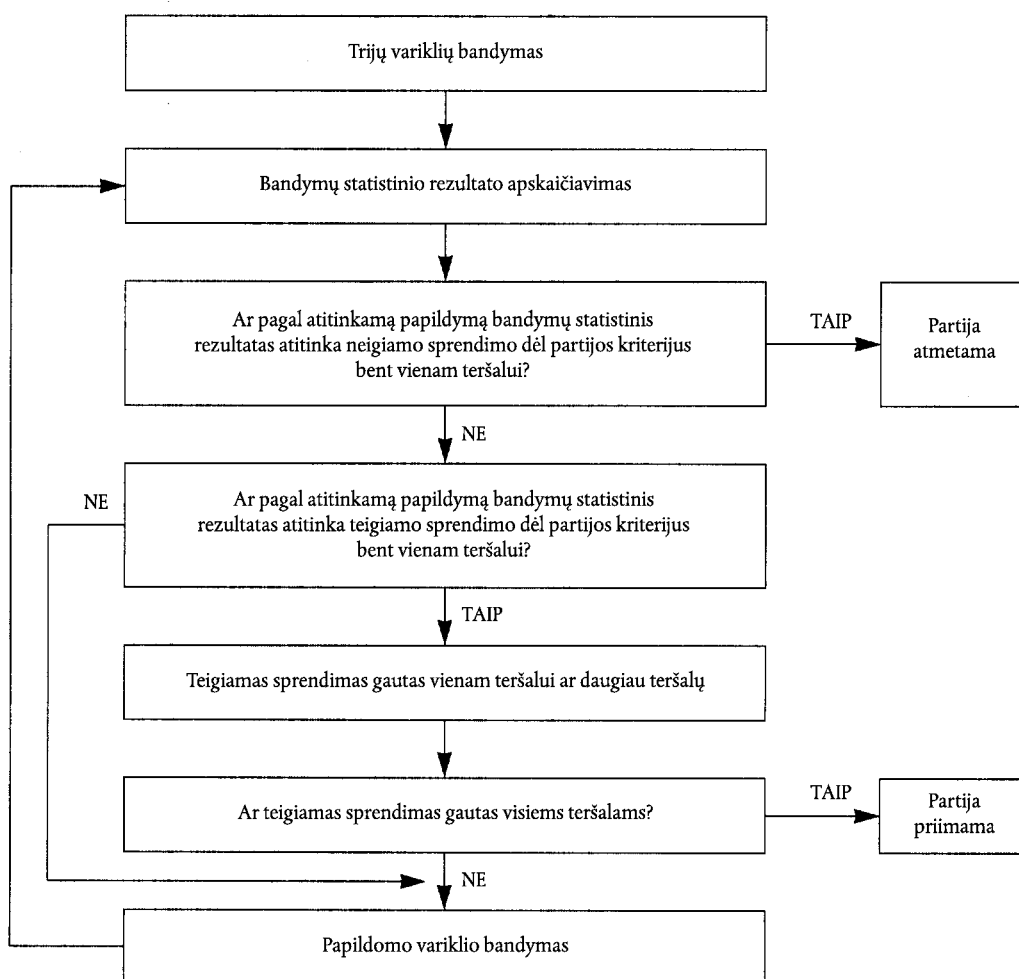 Trijų variklių bandymas
Bandymų statistinio rezultato apskaičiavimas
Ar pagal atitinkamą papildymą bandymų statistinis
rezultatas atitinka neigiamo sprendimo dėl partijos kriterijus
bent vienam teršalui?
TAIP
Partija
atmetama
NE
Ar pagal atitinkamą papildymą bandymų statistinis
rezultatas atitinka teigiamo sprendimo dėl partijos kriterijus
bent vienam teršalui?
NE
TAIP
Teigiamas sprendimas gautas vienam teršalui ar daugiau teršalų
Ar teigiamas sprendimas gautas visiems teršalams?
TAIP
Partija
priimama
NE
Papildomo variklio bandymas